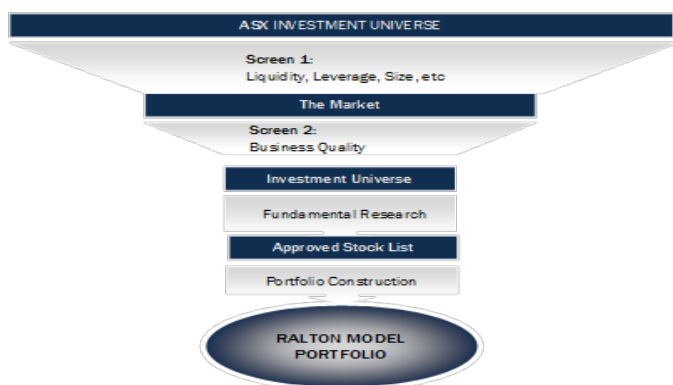 ASX INVESTMENT UNIVERSE
Screen 1:
Liquidity, Leverage, Size, etc
The Market
Screen 2:
Business Quality
Investment Universe
Fundamental Research
Approved Stock List
Portfolio Construction
RALTON MODEL
PORTFOLIO